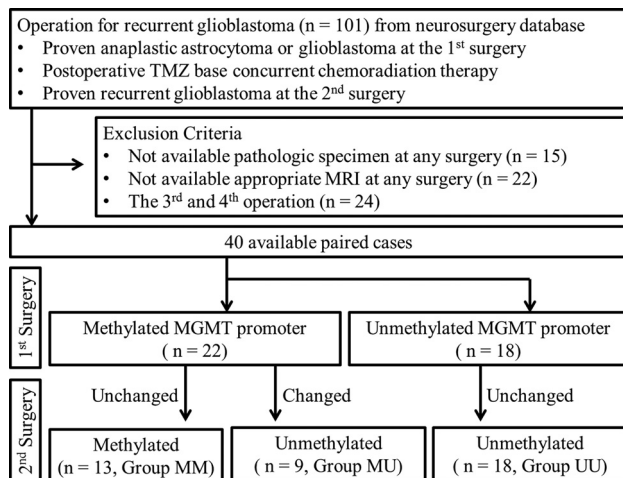 Operation for recurrent glioblastoma (n = 101) from neurosurgery database
• Proven anaplastic astrocytoma or glioblastoma at the 1st surgery
• Postoperative TMZ base concurrent chemoradiation therapy
• Proven recurrent glioblastoma at the 2nd surgery
Exclusion Criteria
• Not available pathologic specimen at any surgery (n = 15)
• Not available appropriate MRI at any surgery (n = 22)
• The 3rd and 4th operation (n = 24)
40 available paired cases
1st Surgery
Methylated MGMT promoter
( n = 22)
Unmethylated MGMT promoter
( n = 18)
Unchanged
Changed
Unchanged
2nd Surgery
Methylated
(n = 13, Group MM)
Unmethylated
(n = 9, Group MU)
Unmethylated
(n = 18, Group UU)